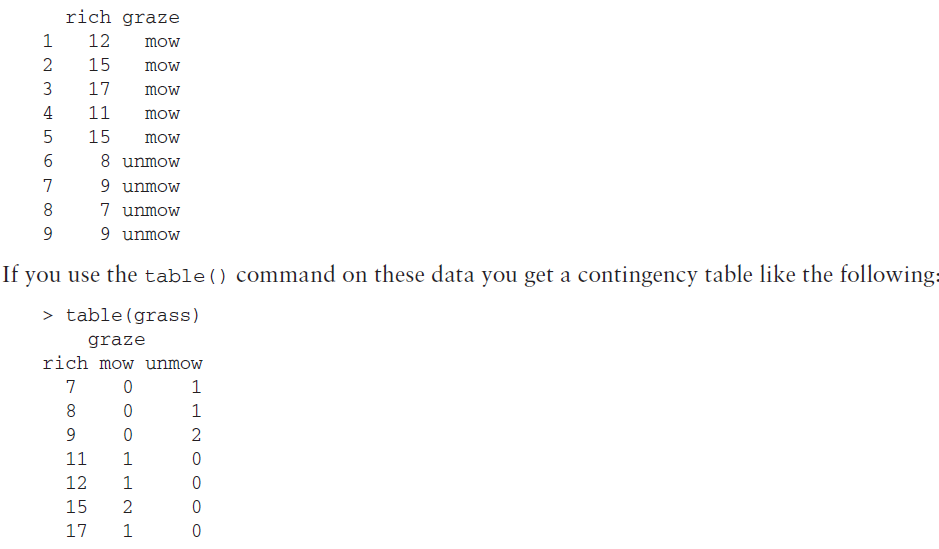 rich graze
1 12 mow
2 15 mow
3 17 mow
4 11 mow
5 15 mow
6 8 unmow
7 9 unmow
8 7 unmow
9 9 unmow
If you use the table() command on these data you get a contingency table like the following:
> table(grass)
graze
rich mow unmow
7 0 1
8 0 1
9 0 2
11 1 0
12 1 0
15 2 0
17 1 0